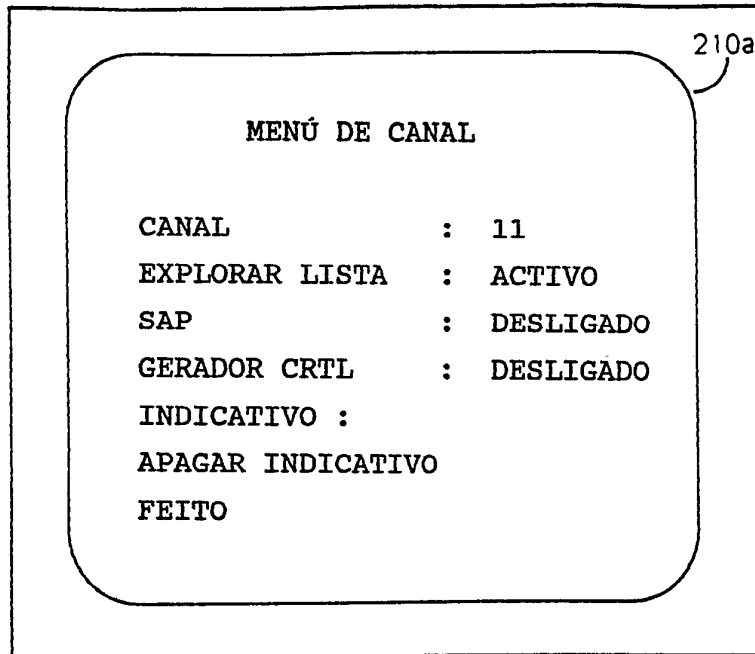 210a
MENÚ DE CANAL
CANAL : 11
EXPLORAR LISTA : ACTIVO
SAP : DESLIGADO
GERADOR CRTL : DESLIGADO
INDICATIVO :
APAGAR INDICATIVO
FEITO